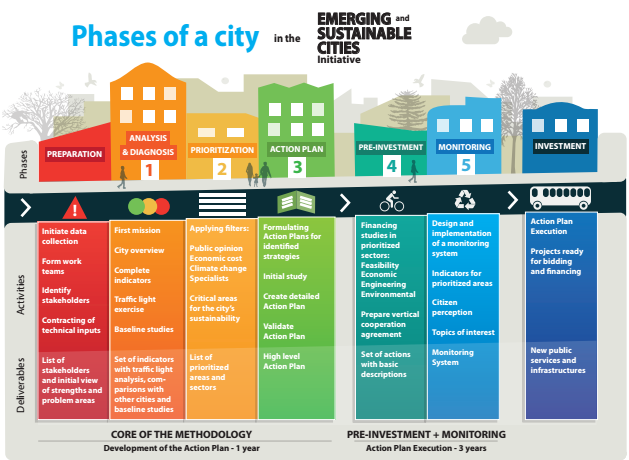 Phases of a city
in the
EMERGING and
SUSTAINABLE
CITIES
Initiative
Phases
PREPARATION
ANALYSIS
& DIAGNOSIS
1
PRIORITIZATION
2
ACTION PLAN
3
PRE-INVESTMENT
4
MONITORING
5
INVESTMENT
Activities
Initiate data
collection
Form work
teams
Identify
stakeholders
Contracting of
technical inputs
First mission
City overview
Complete
indicators
Traffic light
exercise
Baseline studies
Applying filters:
Public opinion
Economic cost
Climate change
Specialists
Critical areas
for the city's
sustainability
Formulating
Action Plans for
identified
strategies
Initial study
Create detailed
Action Plan
Validate
Action Plan
Financing
studies in
prioritized
sectors:
Feasibility
Economic
Engineering
Environmental
Prepare vertical
cooperation
agreement
Design and
implementation
of a monitoring
system
Indicators for
prioritized areas
Citizen
perception
Topics of interest
Action Plan
Execution
Projects ready
for bidding
and financing
Deliverables
List of
stakeholders
and initial view
of strengths and
problem areas
Set of indicators
with traffic light
analysis, com-
parisons with
other cities and
baseline studies
List of
prioritized
areas and
sectors
High level
Action Plan
Set of actions
with basic
descriptions
Monitoring
System
New public
services and
infrastructures
CORE OF THE METHODOLOGY
Development of the Action Plan - 1 year
PRE-INVESTMENT + MONITORING
Action Plan Execution - 3 years